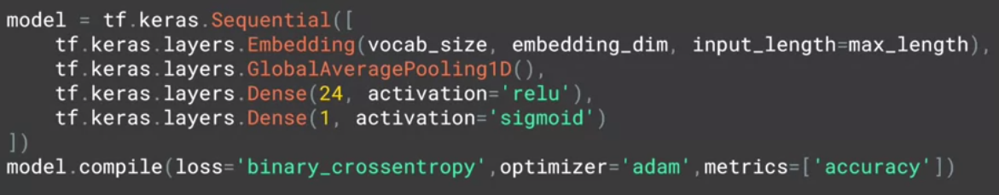 model = tf.keras.Sequential([
    tf.keras.layers.Embedding(vocab_size, embedding_dim, input_length=max_length),
    tf.keras.layers.GlobalAveragePooling1D(),
    tf.keras.layers.Dense(24, activation='relu'),
    tf.keras.layers.Dense(1, activation='sigmoid')
])
model.compile(loss='binary_crossentropy',optimizer='adam',metrics=['accuracy'])